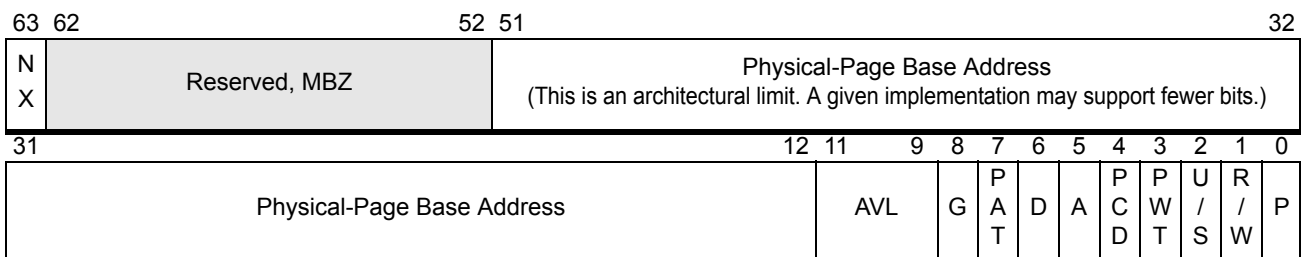 63 62 52 51 32
N
X
Reserved, MBZ
Physical-Page Base Address
(This is an architectural limit. A given implementation may support fewer bits.)
31 12 11 9 8 7 6 5 4 3 2 1 0
Physical-Page Base Address
AVL
G
P
A
T
D
A
P
C
D
P
W
T
U
/
S
R
/
W
P